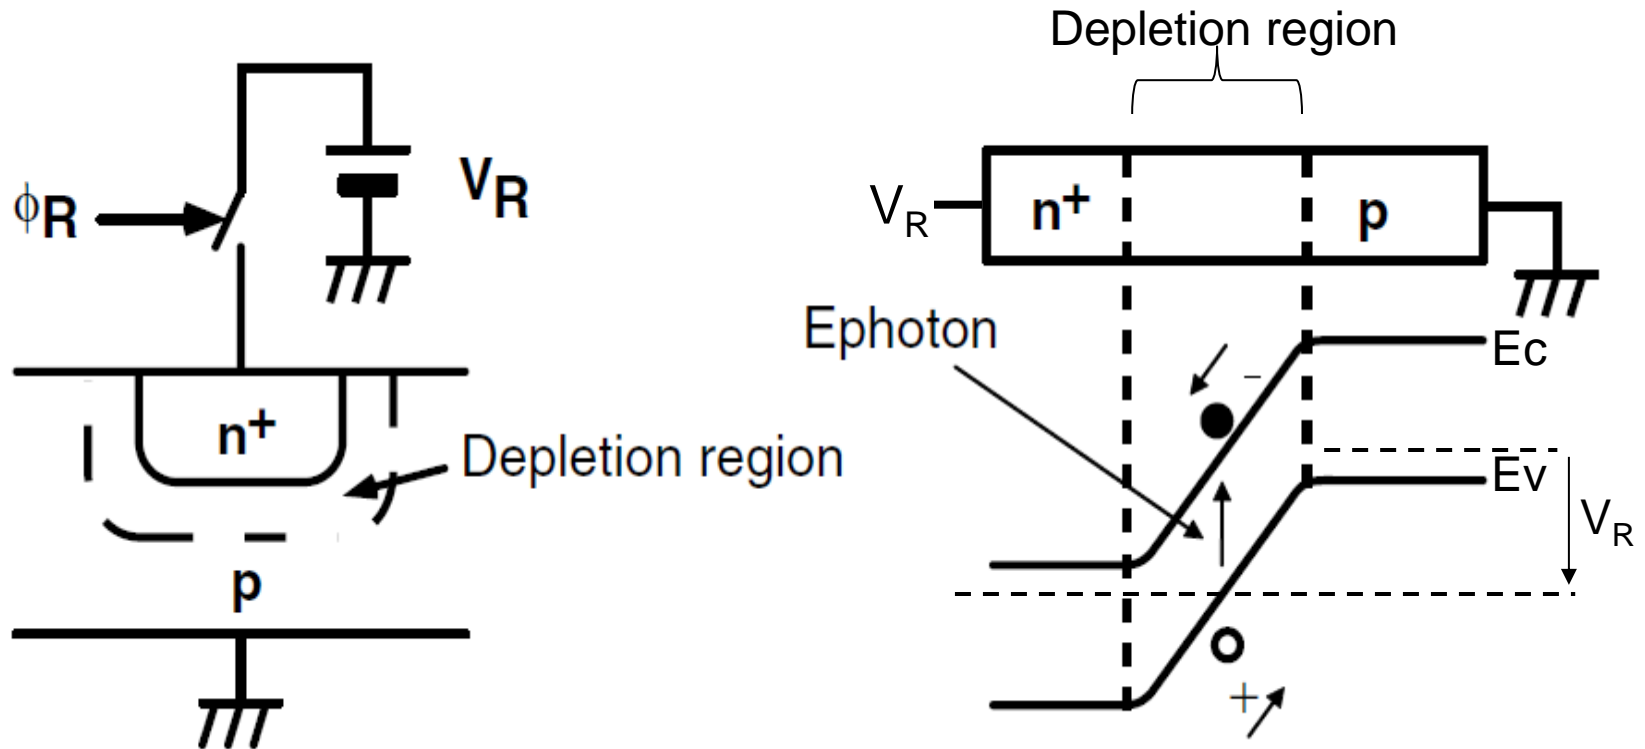 ϕR
VR
n+
Depletion region
p
Depletion region
VR
n+
p
Ephoton
−
Ec
Ev
VR
+